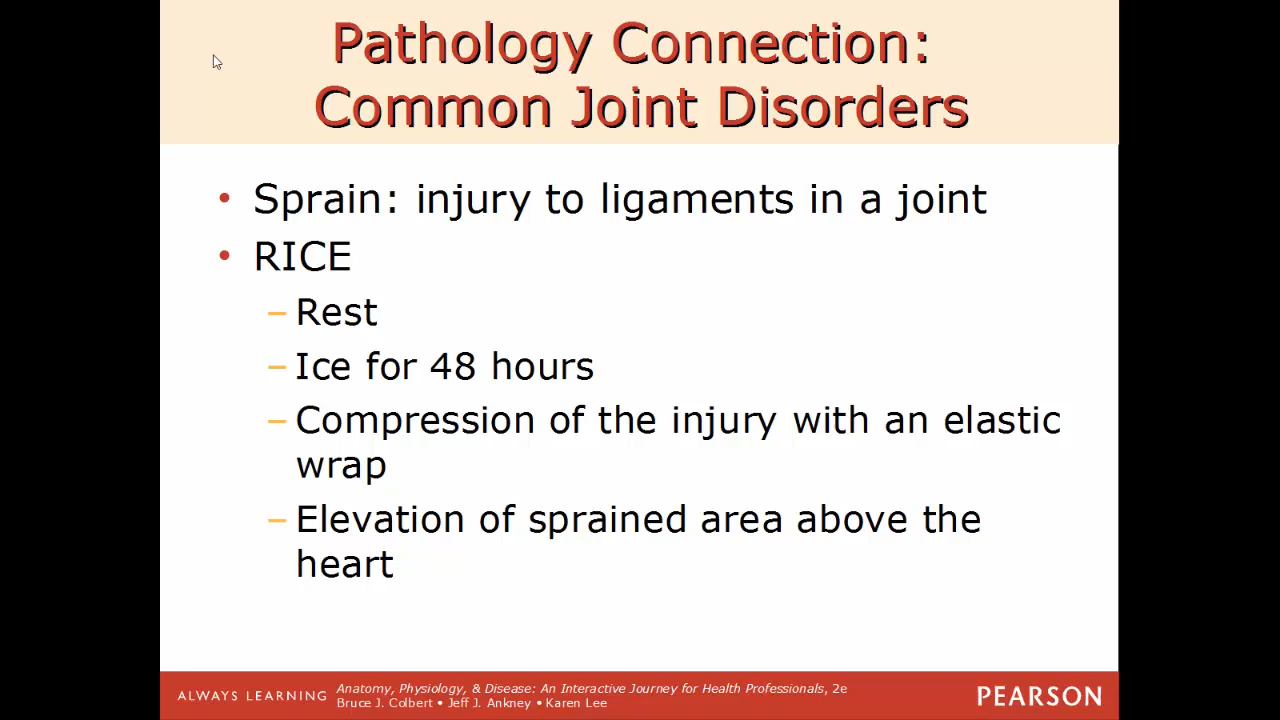 Pathology Connection:
Common Joint Disorders
• Sprain: injury to ligaments in a joint
• RICE
– Rest
– Ice for 48 hours
– Compression of the injury with an elastic
wrap
– Elevation of sprained area above the
heart
ALWAYS LEARNING
Anatomy, Physiology, & Disease: An Interactive Journey for Health Professionals, 2e
Bruce J. Colbert • Jeff J. Ankney • Karen Lee
PEARSON